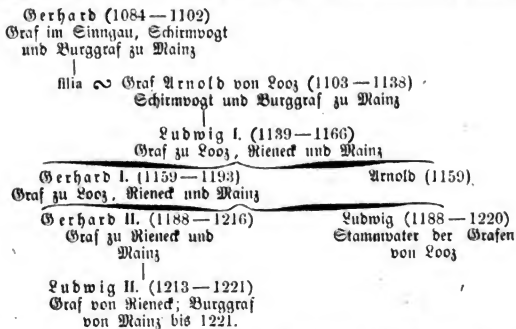 Gerhard (1084—1102)
Graf im Sinngau, Schirmvogt
und Burggraf zu Mainz
filia ∾ Graf Arnold von Looz (1103—1138)
Schirmvogt und Burggraf zu Mainz
Ludwig I. (1139—1166)
Graf zu Looz, Rieneck und Mainz
Gerhard I. (1159—1193) Arnold (1159)
Graf zu Looz, Rieneck und Mainz
Gerhard II. (1188—1216) Ludwig (1188—1220)
Graf zu Rieneck und Stammvater der Grafen
Mainz von Looz
Ludwig II. (1213—1221)
Graf von Rieneck; Burggraf
von Mainz bis 1221.